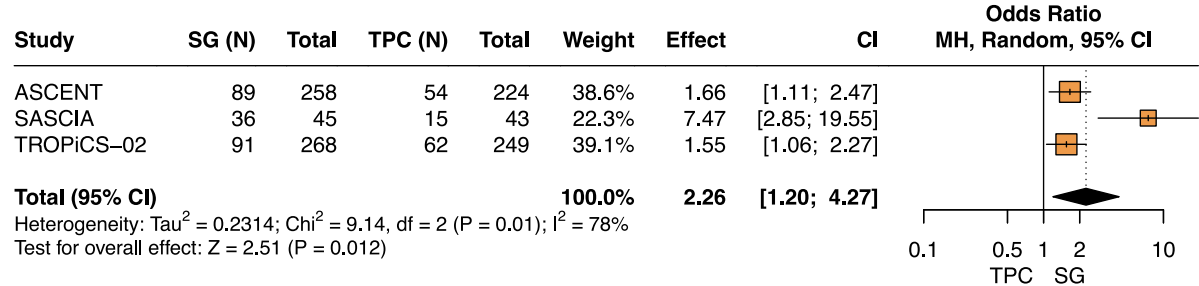 Odds Ratio
Study SG (N) Total TPC (N) Total Weight Effect CI MH, Random, 95% CI
ASCENT 89 258 54 224 38.6% 1.66 [1.11; 2.47]
SASCIA 36 45 15 43 22.3% 7.47 [2.85; 19.55]
TROPiCS−02 91 268 62 249 39.1% 1.55 [1.06; 2.27]
Total (95% CI) 100.0% 2.26 [1.20; 4.27]
Heterogeneity: Tau² = 0.2314; Chi² = 9.14, df = 2 (P = 0.01); I² = 78%
Test for overall effect: Z = 2.51 (P = 0.012)
0.1 0.5 1 2 10
TPC SG